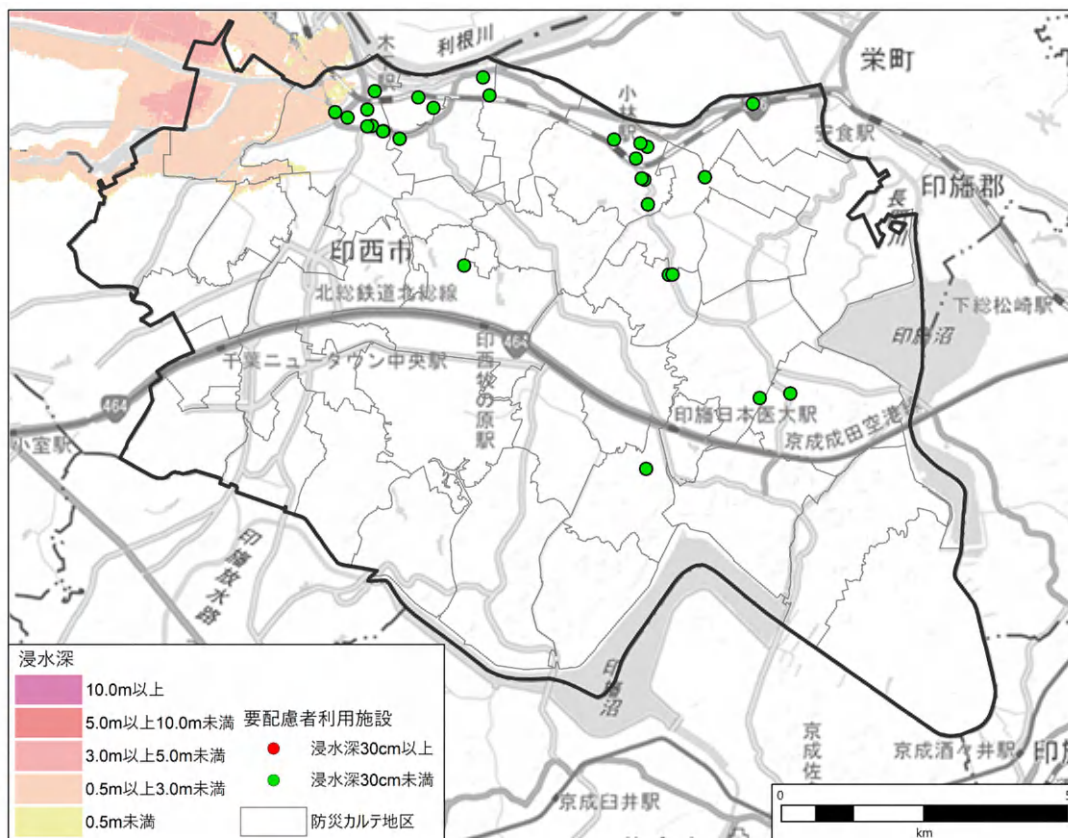 利根川
木下駅
栄町
小林駅
安食駅
印旛郡
長門川
印西市
北総鉄道北総線
下総松崎駅
印旛沼
464
千葉ニュータウン中央駅
印西牧の原駅
464
印旛日本医大駅
京成成田空港
小室駅
印旛放水路
印旛沼
京成佐
京成酒々井駅
印旛
京成臼井駅
浸水深
10.0m以上
5.0m以上10.0m未満
3.0m以上5.0m未満
0.5m以上3.0m未満
0.5m未満
要配慮者利用施設
浸水深30cm以上
浸水深30cm未満
防災カルテ地区
0
5
km